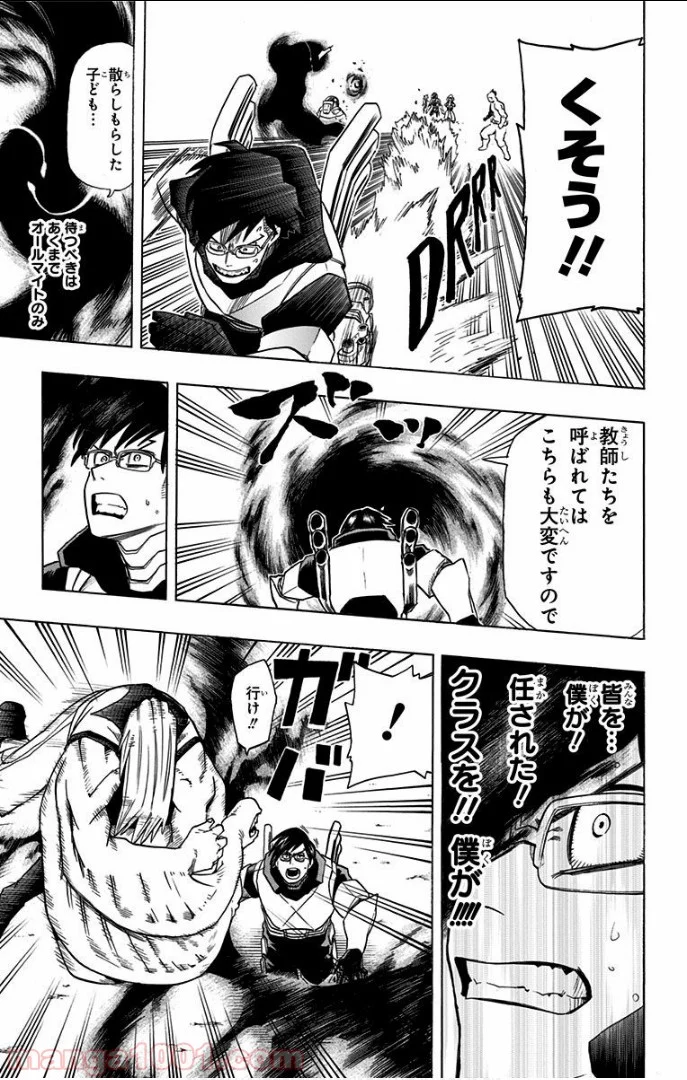 くそう!!
DRRRR
散らしもらした
子ども…
待つべきは
あくまで
オールマイトのみ
教師たちを
呼ばれては
こちらも大変ですので
ズズッ
皆を…
僕が!
任された!
クラスを!!
僕が!!!!
!
ガバ
行け!!
manga1001.com